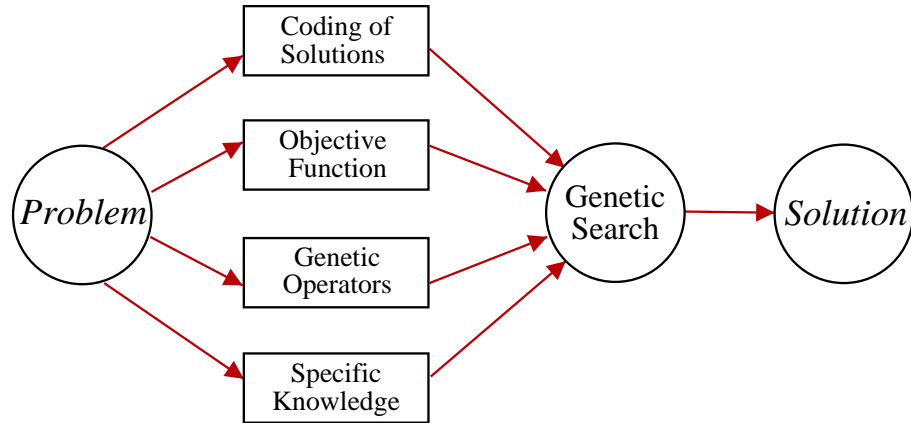 Coding of
Solutions
Objective
Function
Problem
Genetic
Search
Solution
Genetic
Operators
Specific
Knowledge